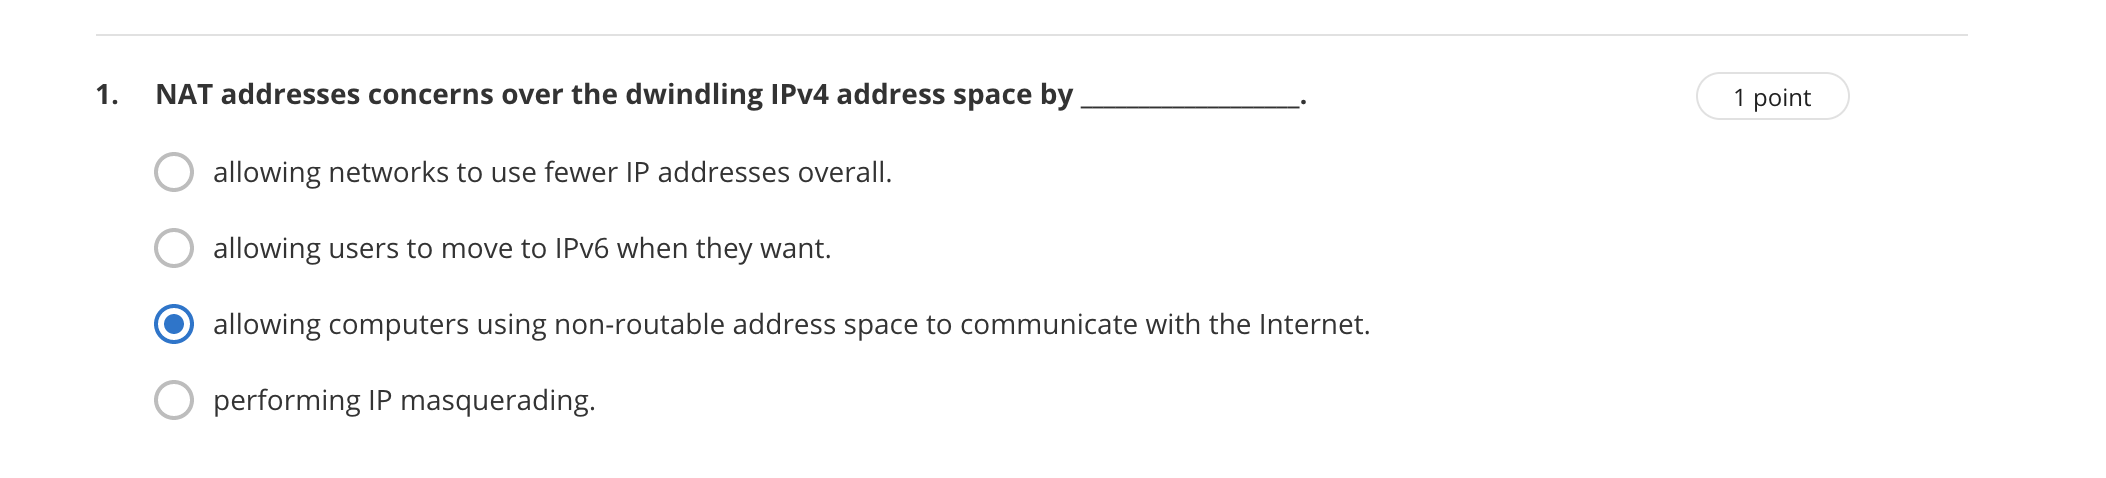 1. NAT addresses concerns over the dwindling IPv4 address space by _______________.
1 point
allowing networks to use fewer IP addresses overall.
allowing users to move to IPv6 when they want.
allowing computers using non-routable address space to communicate with the Internet.
performing IP masquerading.